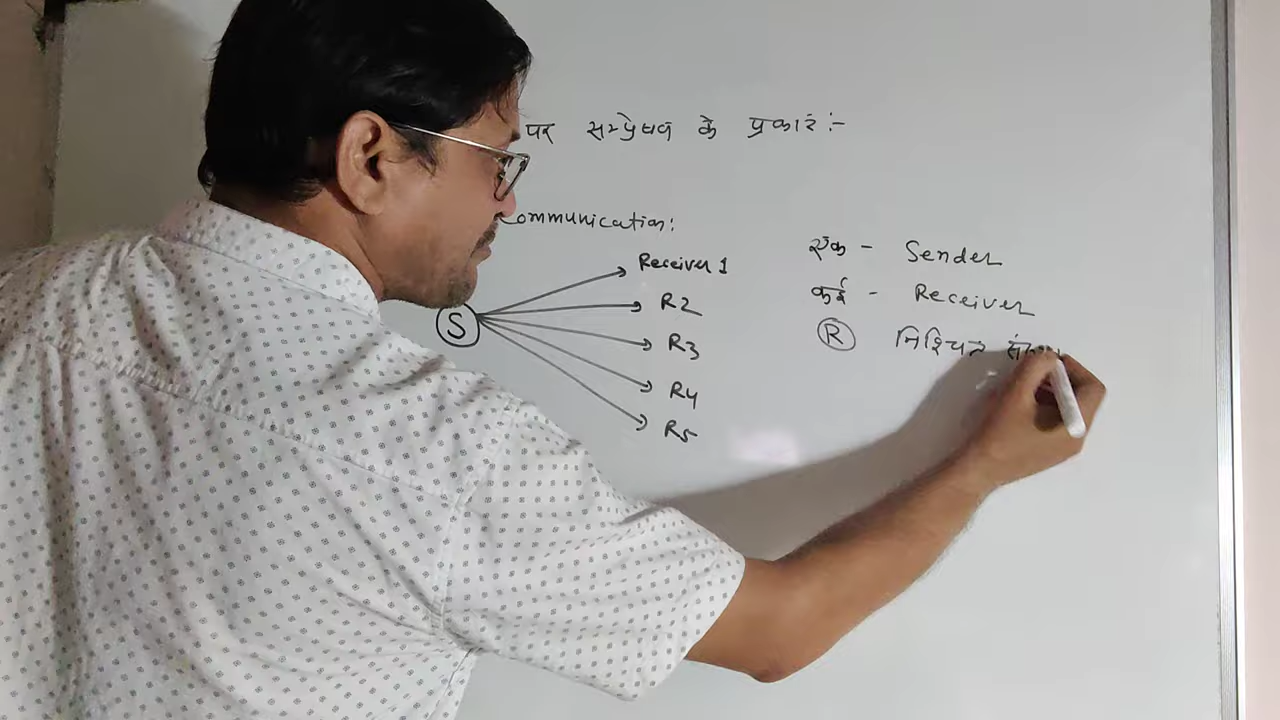 पर सम्प्रेषण के प्रकार:-
ommunication:
Receiver 1
R2
R3
R4
R5
S
एक - Sender
कई - Receiver
R निश्चित